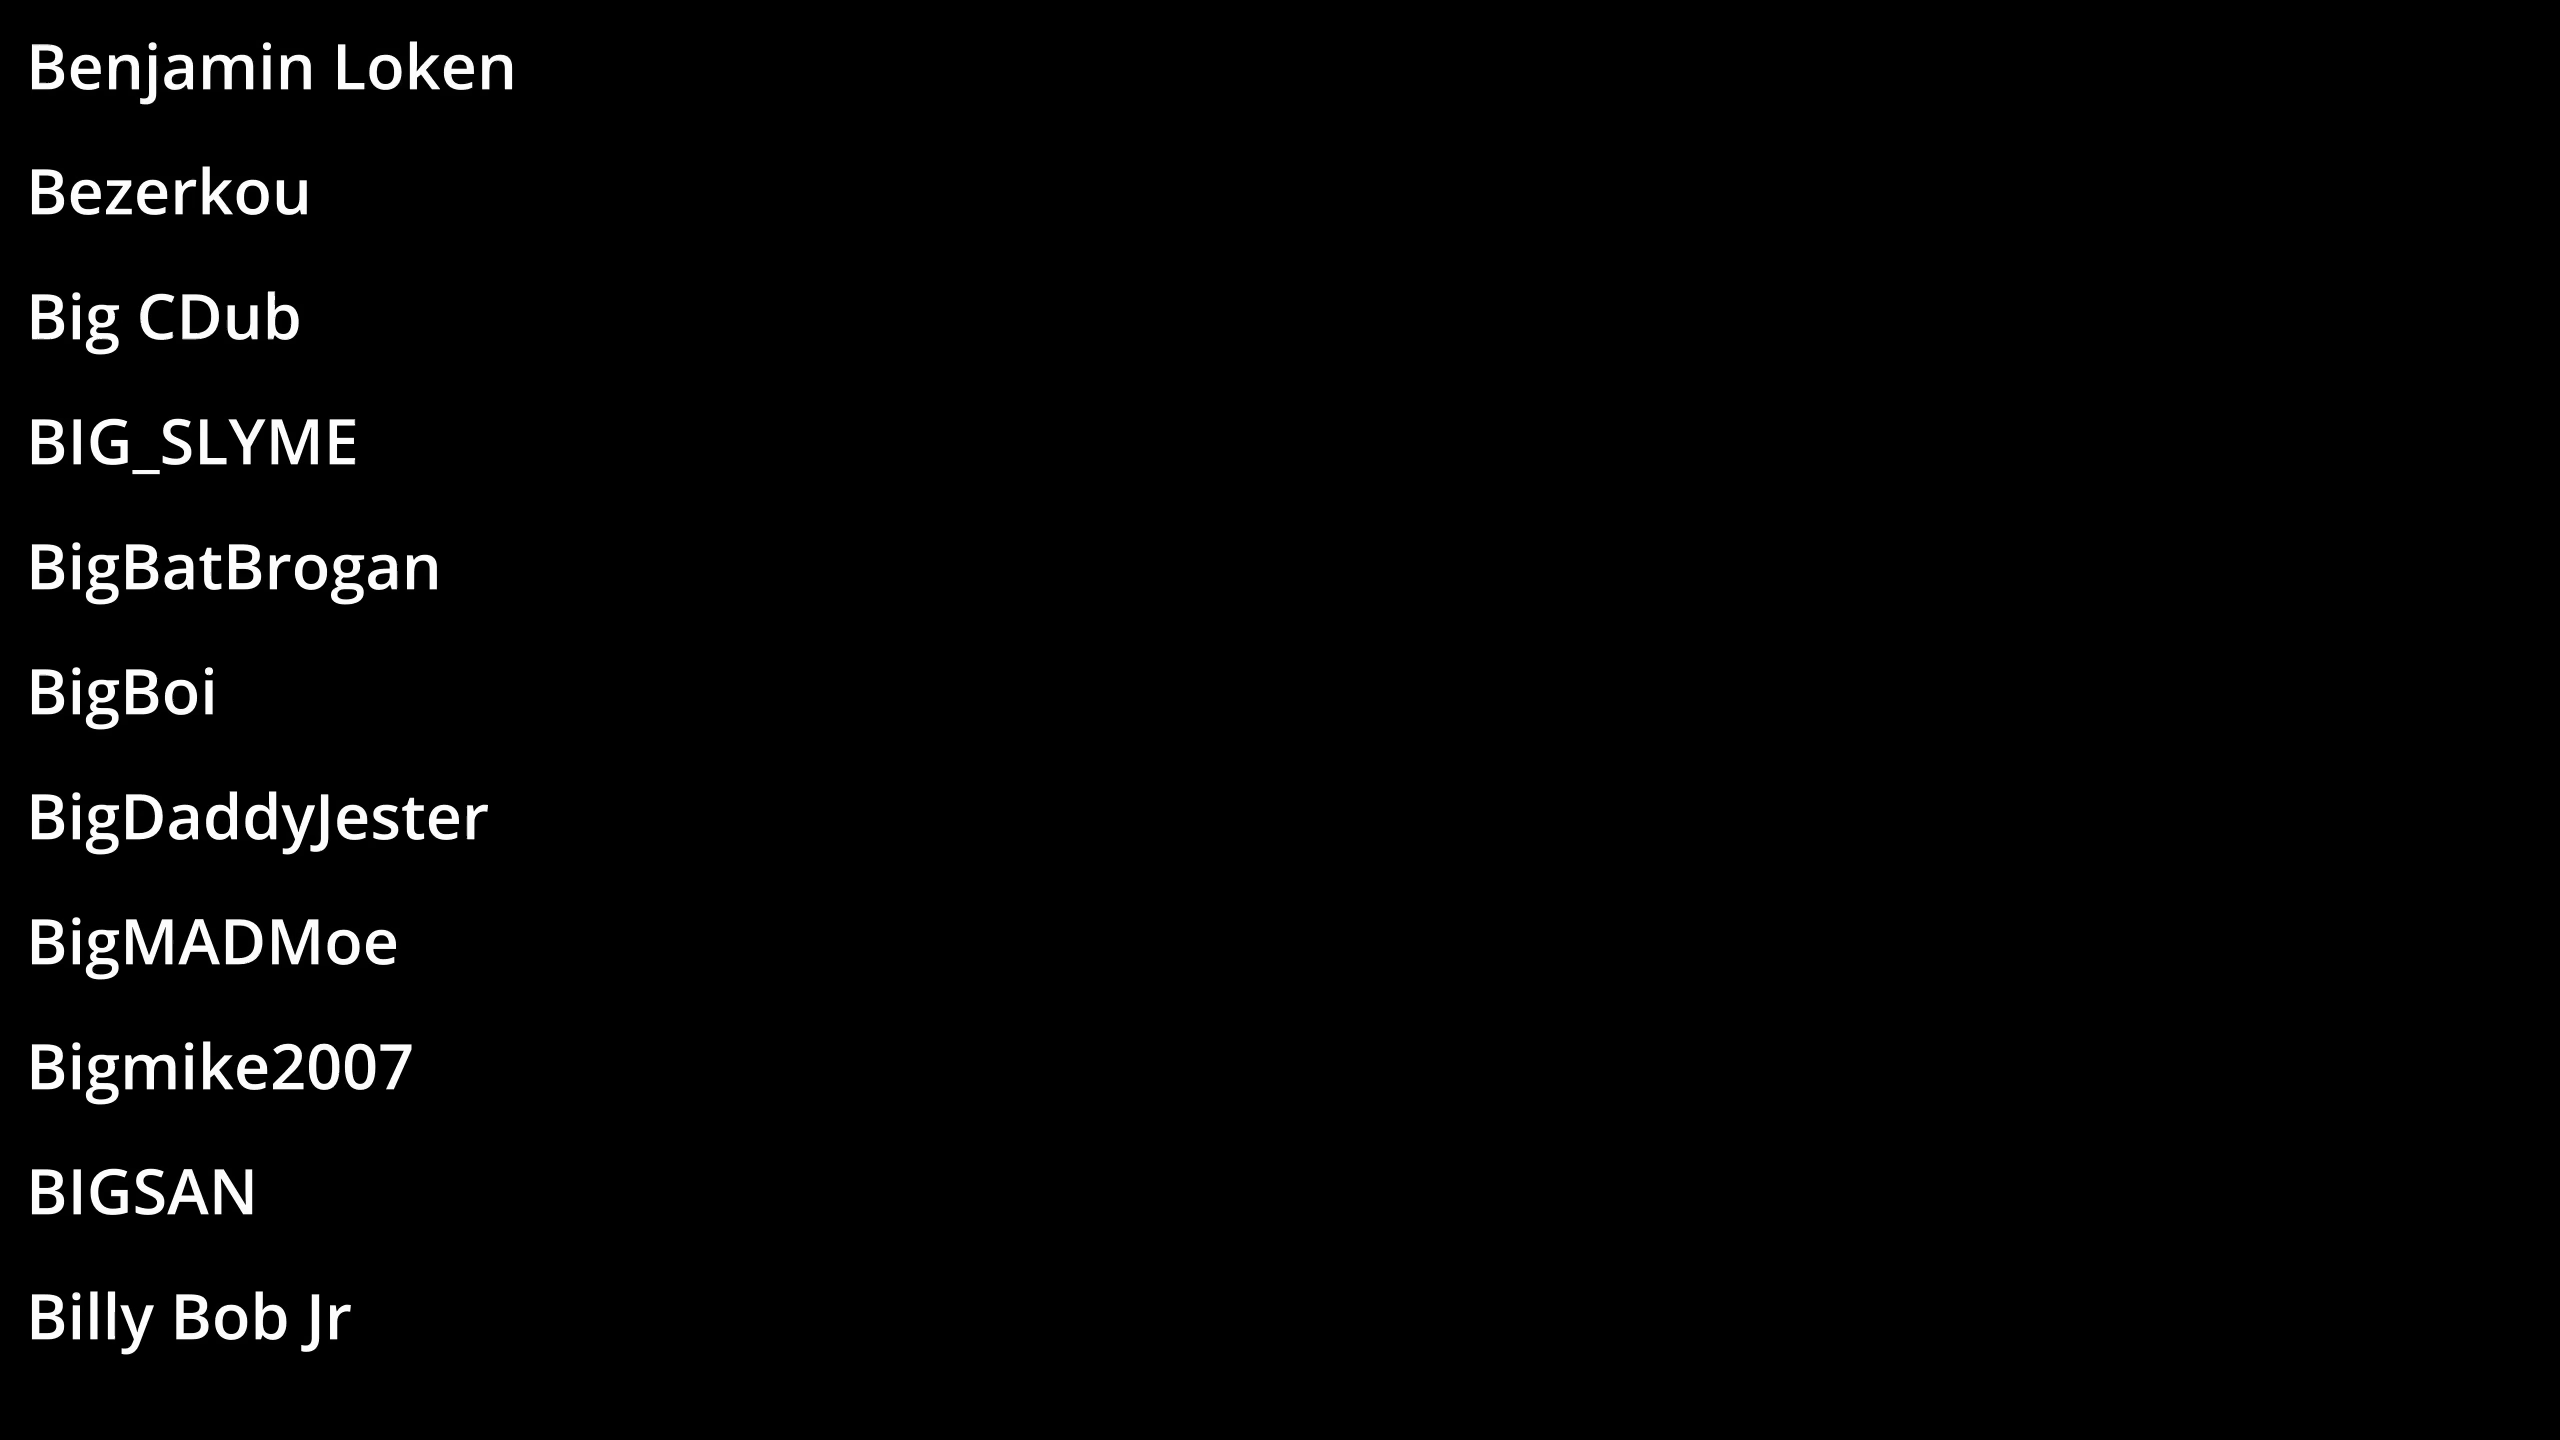 Benjamin Loken
Bezerkou
Big CDub
BIG_SLYME
BigBatBrogan
BigBoi
BigDaddyJester
BigMADMoe
Bigmike2007
BIGSAN
Billy Bob Jr